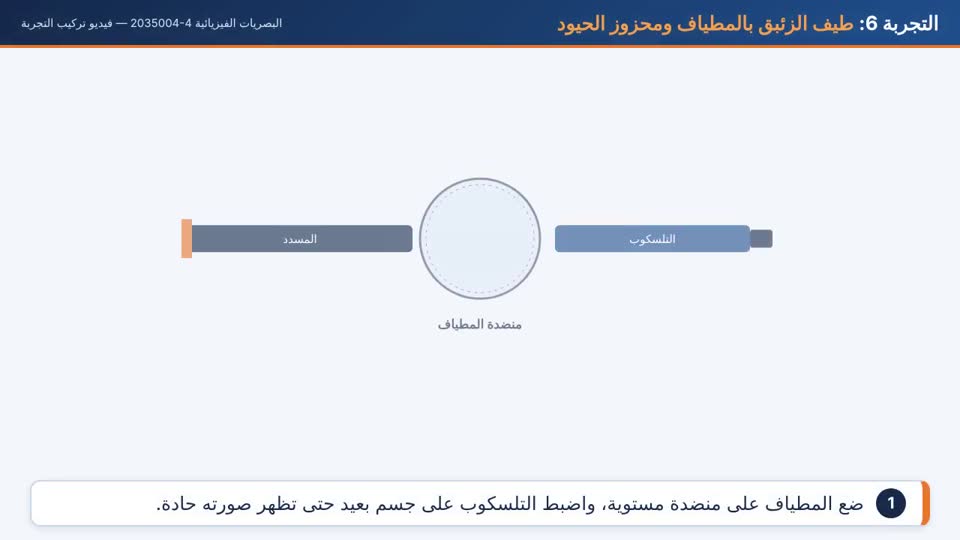 التجربة 6: طيف الزئبق بالمطياف ومحزوز الحيود
البصريات الفيزيائية 4-2035004 — فيديو تركيب التجربة
المسدد
التلسكوب
منضدة المطياف
1 ضع المطياف على منضدة مستوية، واضبط التلسكوب على جسم بعيد حتى تظهر صورته حادة.